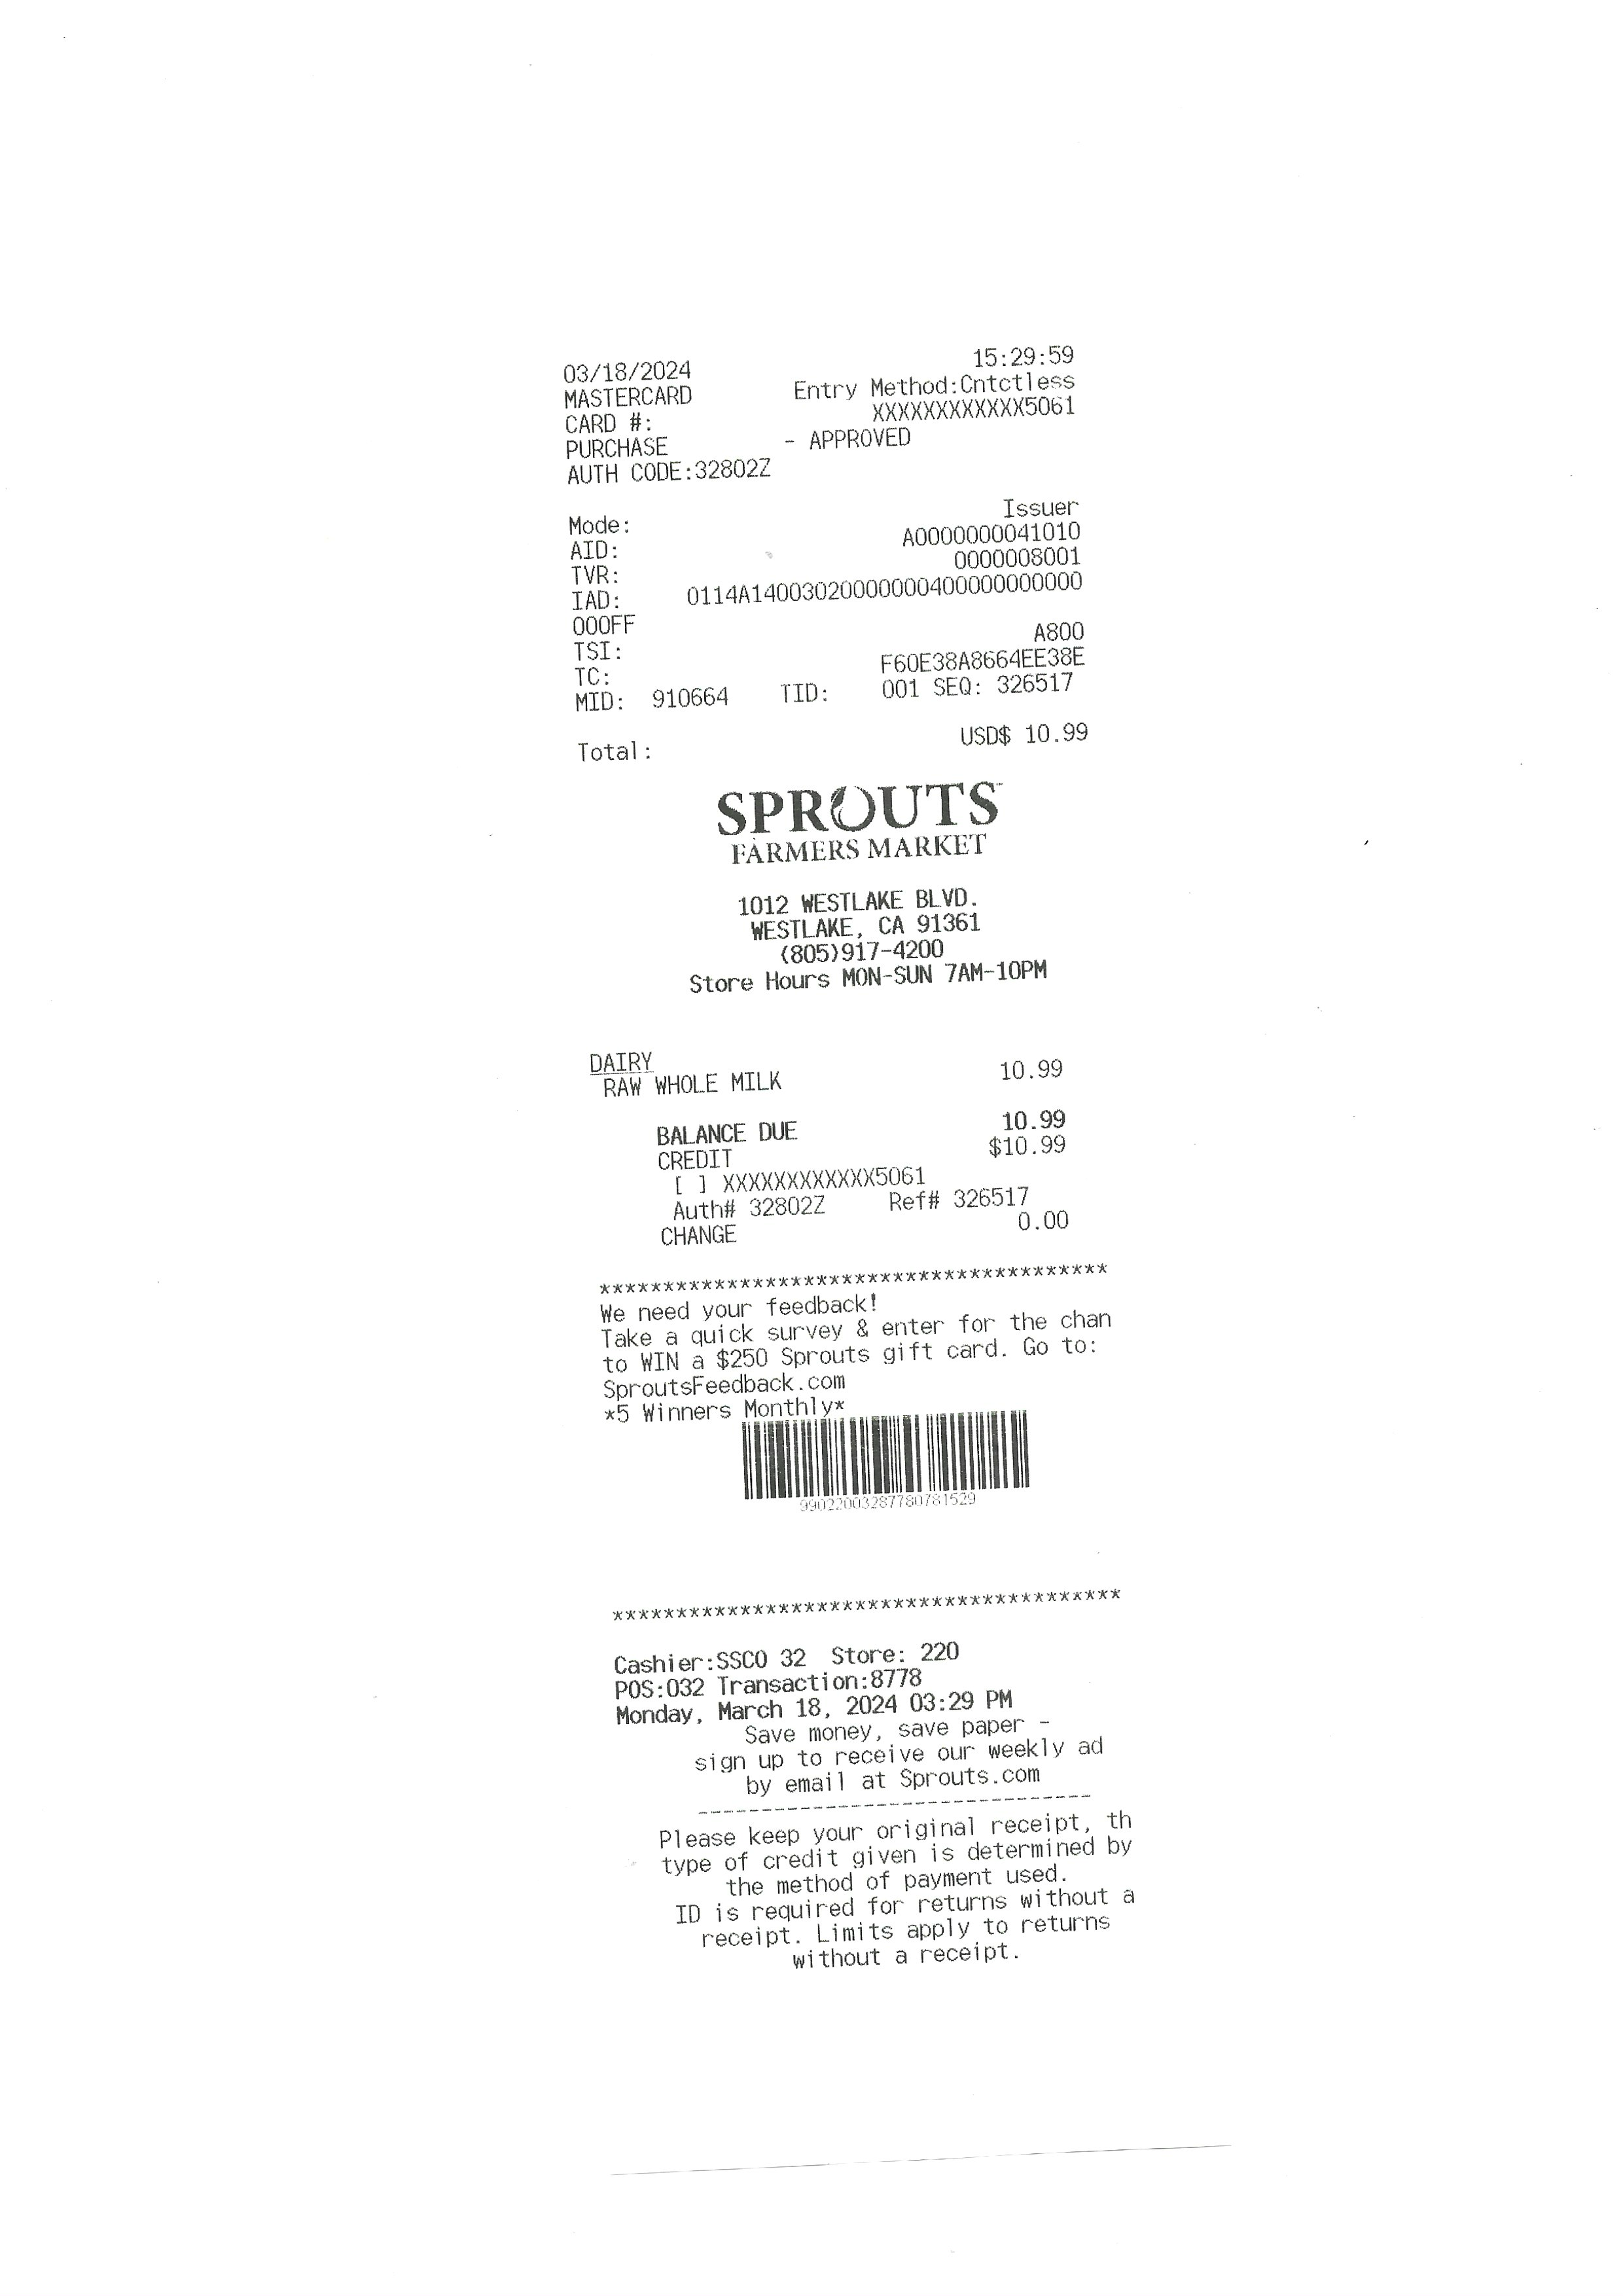 03/18/2024 15:29:59
MASTERCARD Entry Method:Cntctless
CARD #: XXXXXXXXXXXX5061
PURCHASE - APPROVED
AUTH CODE:32802Z
Mode: Issuer
AID: A0000000041010
TVR: 0000008001
IAD: 0114A14003020000000400000000000
000FF
TSI: A800
TC: F60E38A8664EE38E
MID: 910664 TID: 001 SEQ: 326517
Total: USD$ 10.99
SPROUTS
FARMERS MARKET
1012 WESTLAKE BLVD.
WESTLAKE, CA 91361
(805)917-4200
Store Hours MON-SUN 7AM-10PM
DAIRY
RAW WHOLE MILK 10.99
BALANCE DUE 10.99
CREDIT $10.99
[ ] XXXXXXXXXXXX5061
Auth# 32802Z Ref# 326517
CHANGE 0.00
****************************************
We need your feedback!
Take a quick survey & enter for the chan
to WIN a $250 Sprouts gift card. Go to:
SproutsFeedback.com
*5 Winners Monthly*
99022003287780781529
****************************************
Cashier:SSCO 32 Store: 220
POS:032 Transaction:8778
Monday, March 18, 2024 03:29 PM
Save money, save paper -
sign up to receive our weekly ad
by email at Sprouts.com
-------------------------------
Please keep your original receipt, th
type of credit given is determined by
the method of payment used.
ID is required for returns without a
receipt. Limits apply to returns
without a receipt.